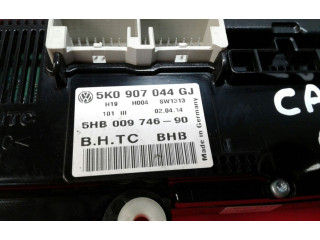 5K0 907 044 GJ
H19 H004 SW1213
101 III 02.04.14
5HB 009 746-90
B.H.TC BHB
Made in Germany
CA